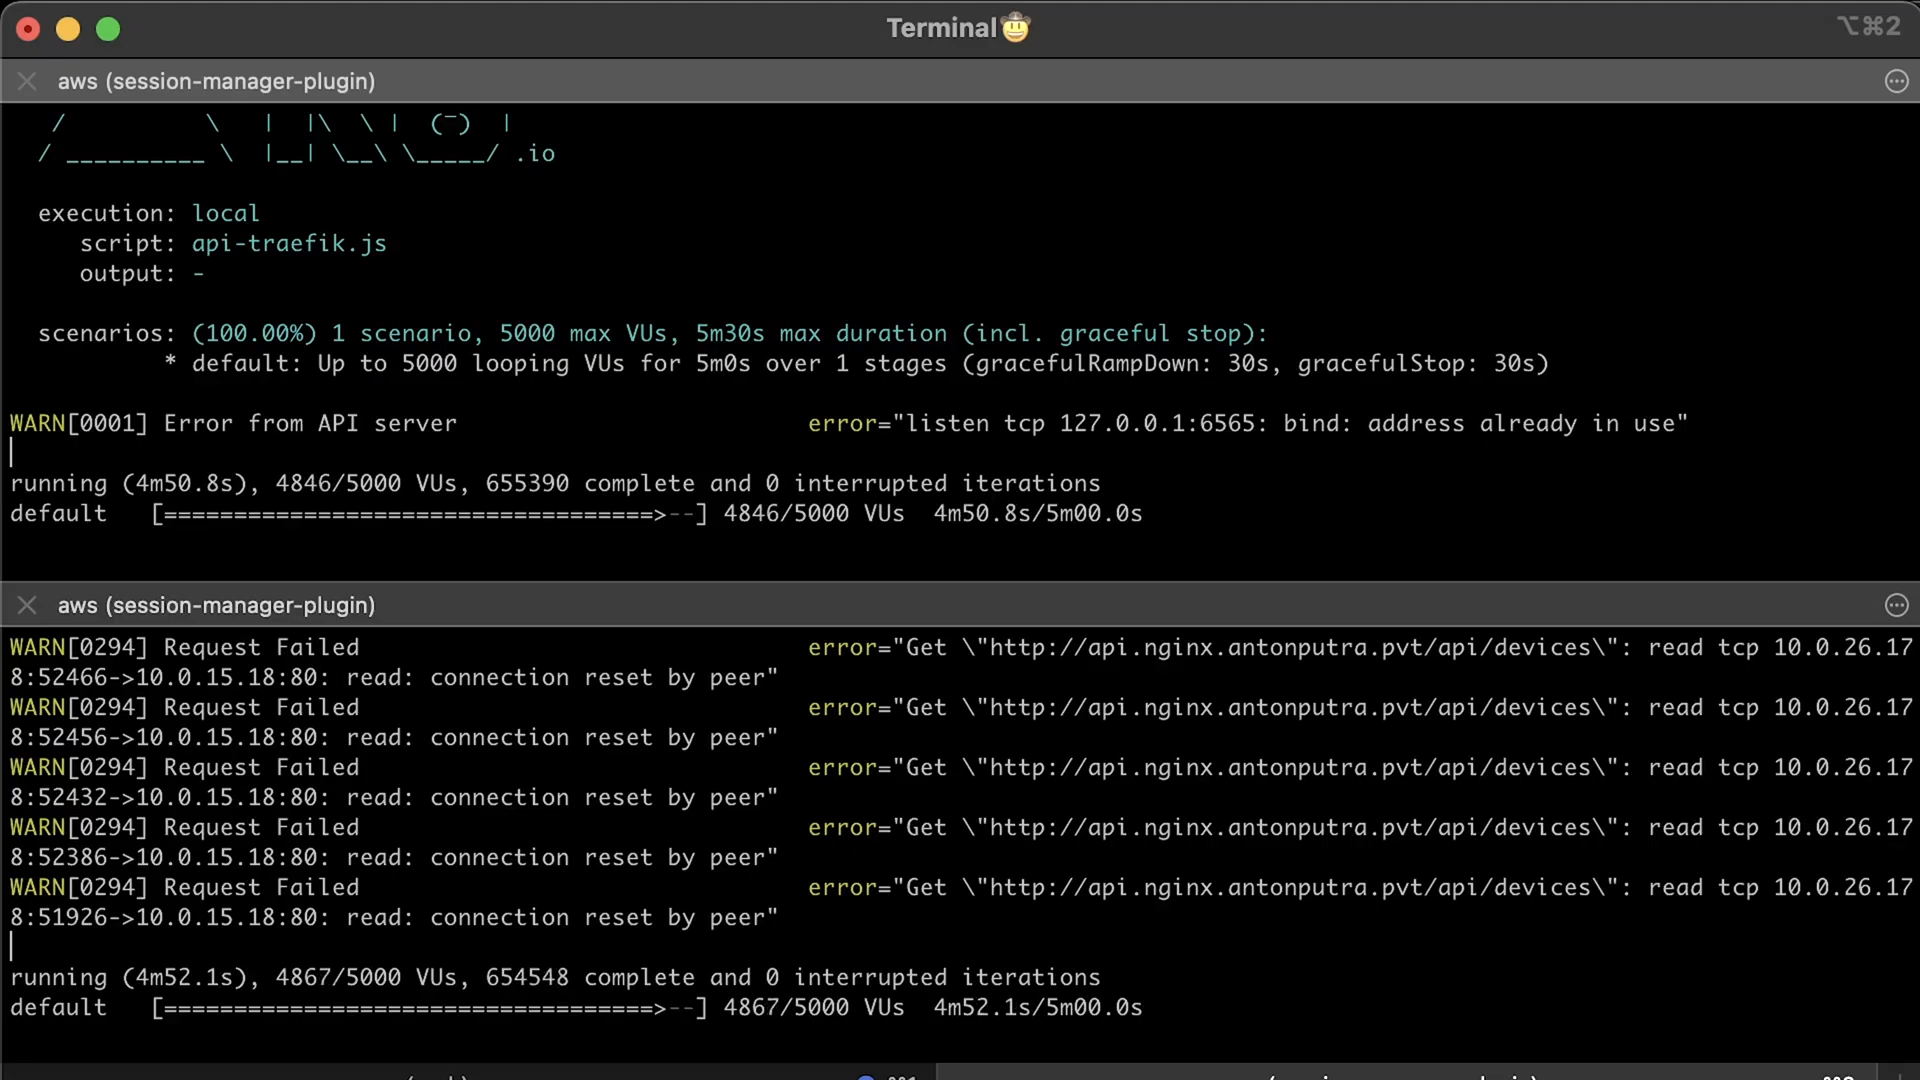 Terminal🤠
⌥⌘2
aws (session-manager-plugin)
/ \ | |\ \ | (‾) |
/ __________ \ |__| \__\ \_____/ .io
execution: local
script: api-traefik.js
output: -
scenarios: (100.00%) 1 scenario, 5000 max VUs, 5m30s max duration (incl. graceful stop):
* default: Up to 5000 looping VUs for 5m0s over 1 stages (gracefulRampDown: 30s, gracefulStop: 30s)
WARN[0001] Error from API server error="listen tcp 127.0.0.1:6565: bind: address already in use"
running (4m50.8s), 4846/5000 VUs, 655390 complete and 0 interrupted iterations
default [===================================>--] 4846/5000 VUs 4m50.8s/5m00.0s
aws (session-manager-plugin)
WARN[0294] Request Failed error="Get \"http://api.nginx.antonputra.pvt/api/devices\": read tcp 10.0.26.17
8:52466->10.0.15.18:80: read: connection reset by peer"
WARN[0294] Request Failed error="Get \"http://api.nginx.antonputra.pvt/api/devices\": read tcp 10.0.26.17
8:52456->10.0.15.18:80: read: connection reset by peer"
WARN[0294] Request Failed error="Get \"http://api.nginx.antonputra.pvt/api/devices\": read tcp 10.0.26.17
8:52432->10.0.15.18:80: read: connection reset by peer"
WARN[0294] Request Failed error="Get \"http://api.nginx.antonputra.pvt/api/devices\": read tcp 10.0.26.17
8:52386->10.0.15.18:80: read: connection reset by peer"
WARN[0294] Request Failed error="Get \"http://api.nginx.antonputra.pvt/api/devices\": read tcp 10.0.26.17
8:51926->10.0.15.18:80: read: connection reset by peer"
running (4m52.1s), 4867/5000 VUs, 654548 complete and 0 interrupted iterations
default [===================================>--] 4867/5000 VUs 4m52.1s/5m00.0s